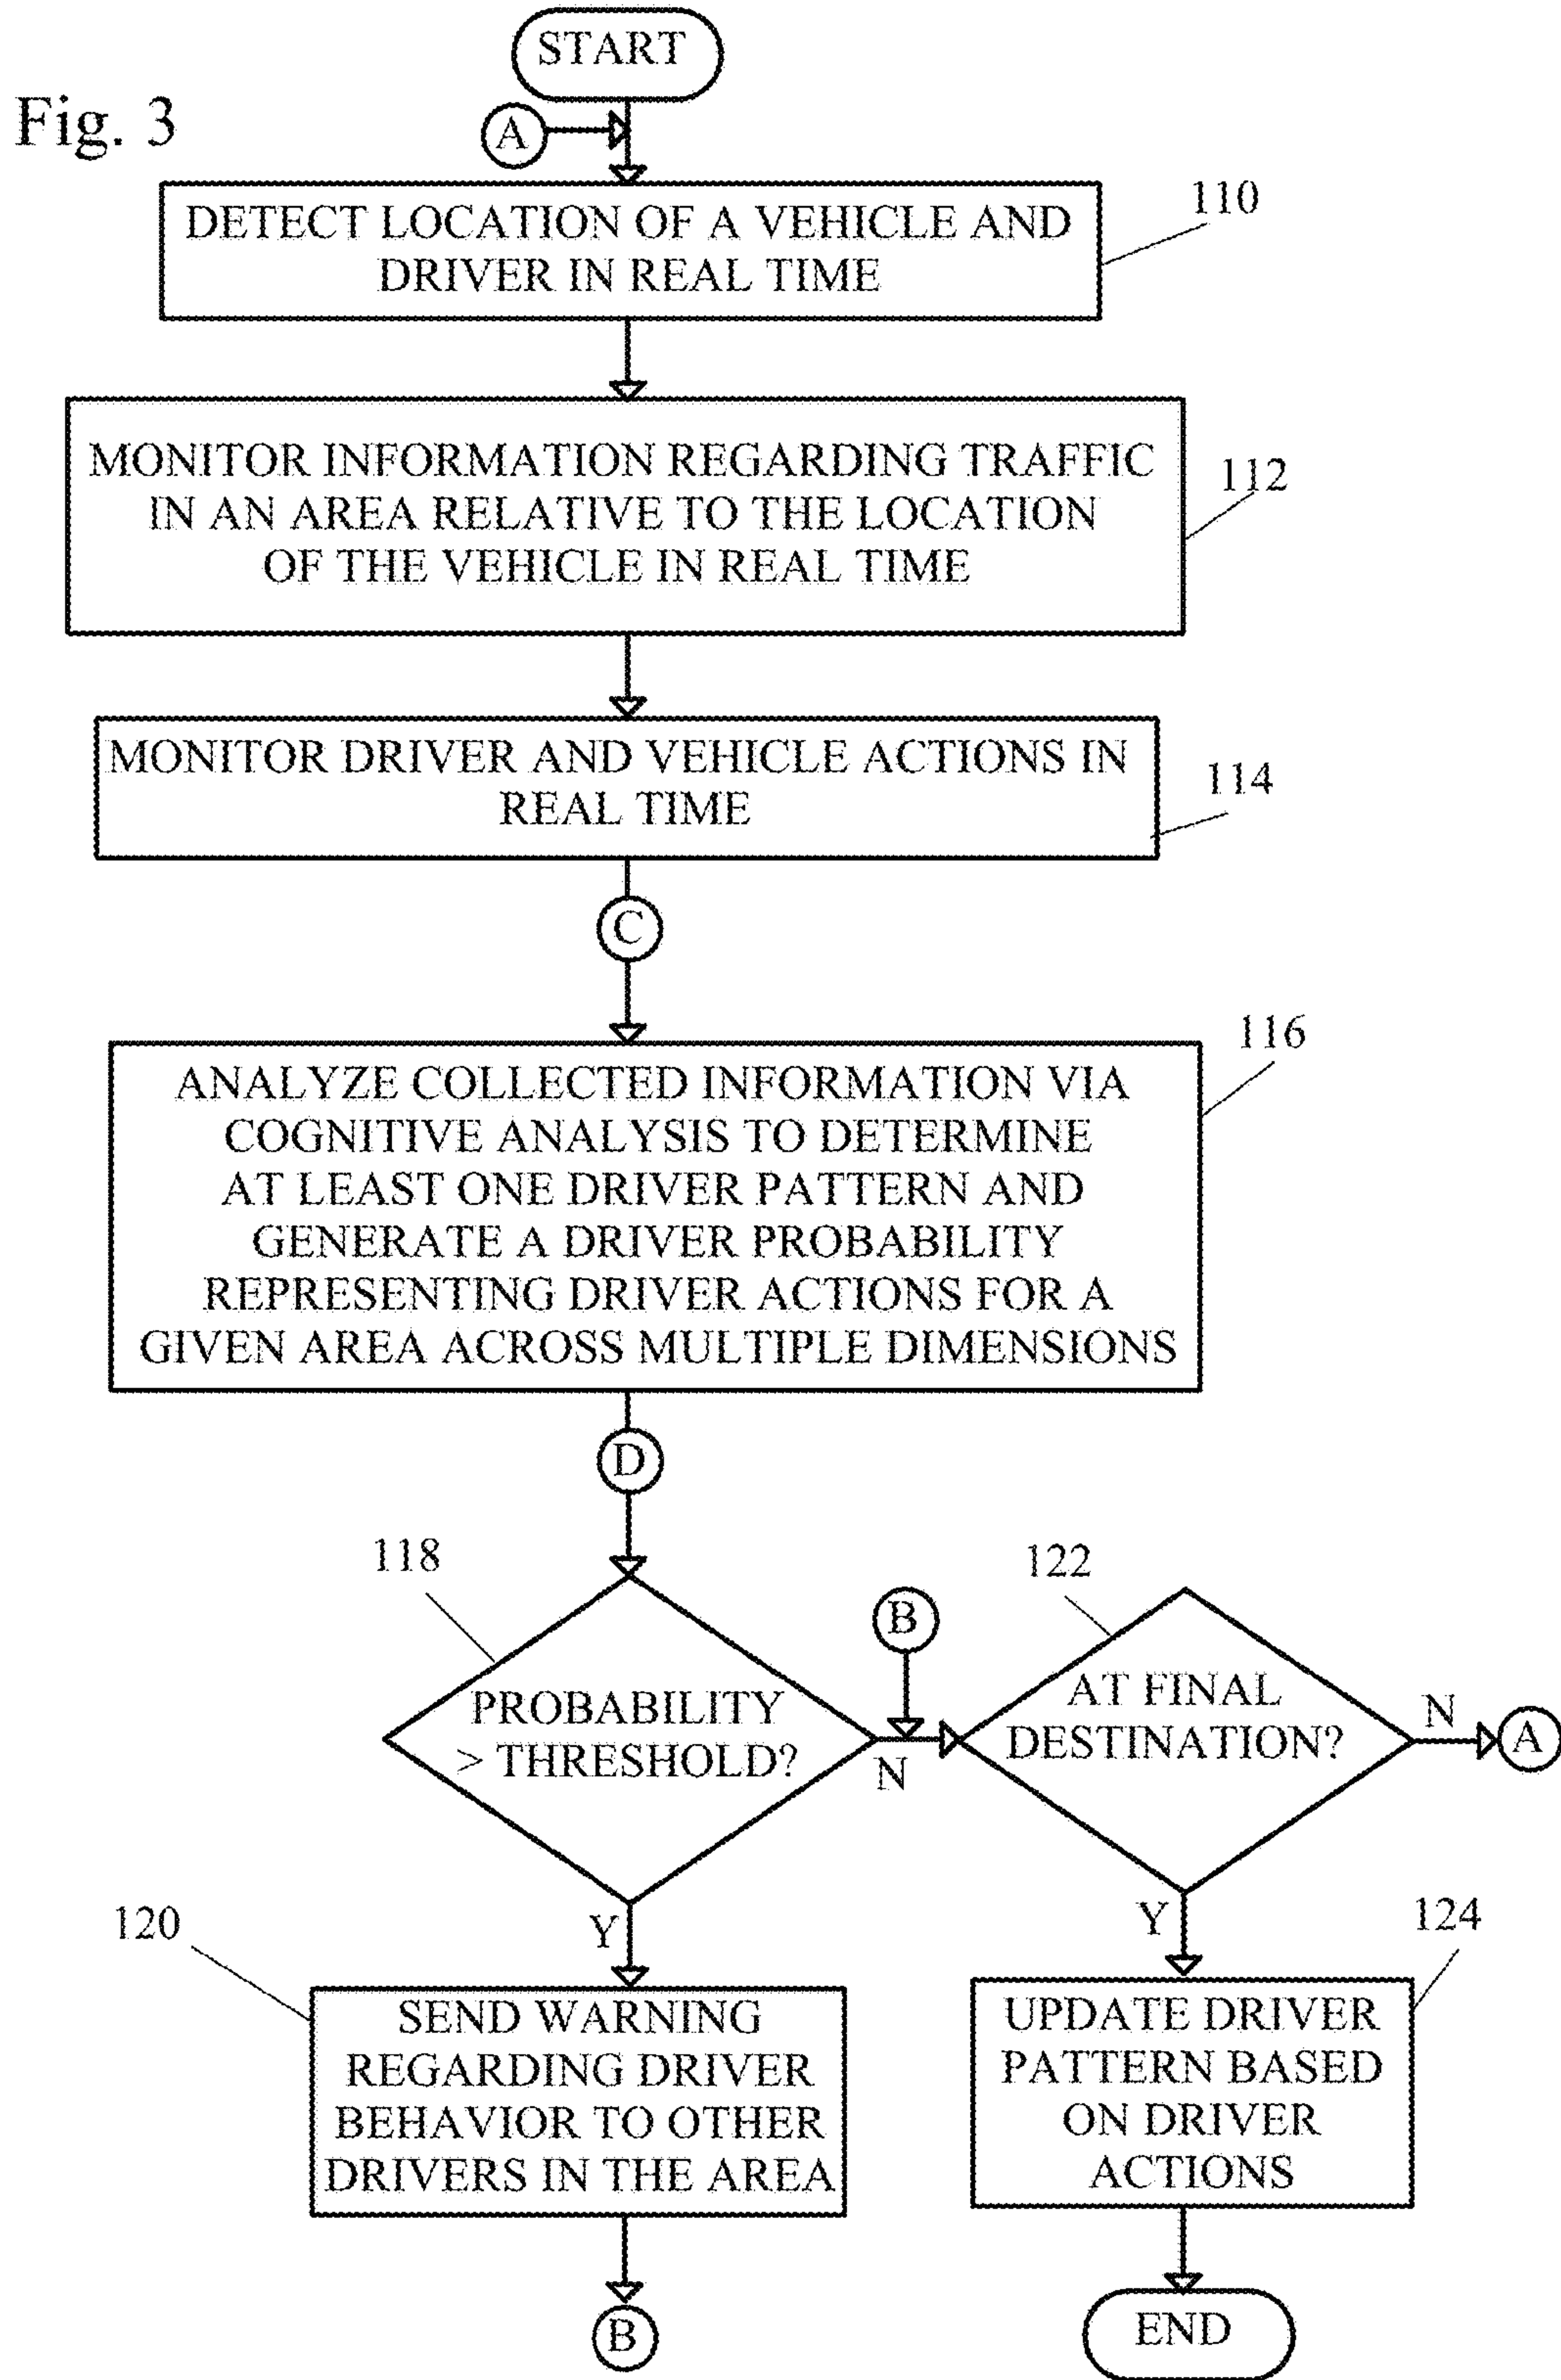 START
Fig. 3
A
110
DETECT LOCATION OF A VEHICLE AND
DRIVER IN REAL TIME
MONITOR INFORMATION REGARDING TRAFFIC
IN AN AREA RELATIVE TO THE LOCATION
OF THE VEHICLE IN REAL TIME
112
MONITOR DRIVER AND VEHICLE ACTIONS IN
REAL TIME
114
C
116
ANALYZE COLLECTED INFORMATION VIA
COGNITIVE ANALYSIS TO DETERMINE
AT LEAST ONE DRIVER PATTERN AND
GENERATE A DRIVER PROBABILITY
REPRESENTING DRIVER ACTIONS FOR A
GIVEN AREA ACROSS MULTIPLE DIMENSIONS
D
118
PROBABILITY
> THRESHOLD?
N
B
122
AT FINAL
DESTINATION?
N
A
Y
120
SEND WARNING
REGARDING DRIVER
BEHAVIOR TO OTHER
DRIVERS IN THE AREA
B
Y
124
UPDATE DRIVER
PATTERN BASED
ON DRIVER
ACTIONS
END